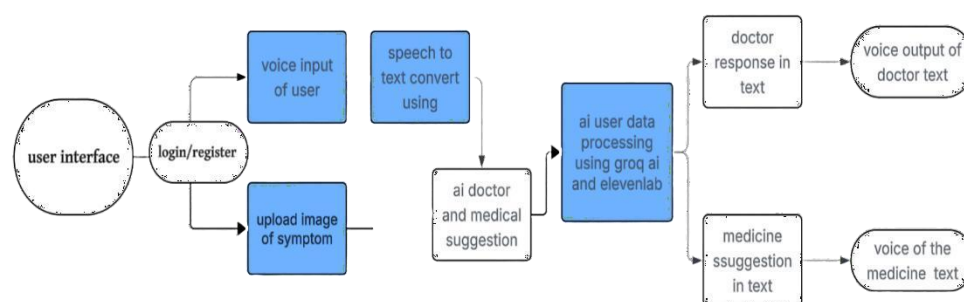 user interface
login/register
voice input
of user
upload image
of symptom
speech to
text convert
using
ai doctor
and medical
suggestion
ai user data
processing
using groq ai
and elevenlab
doctor
response in
text
voice output of
doctor text
medicine
ssuggestion
in text
voice of the
medicine text